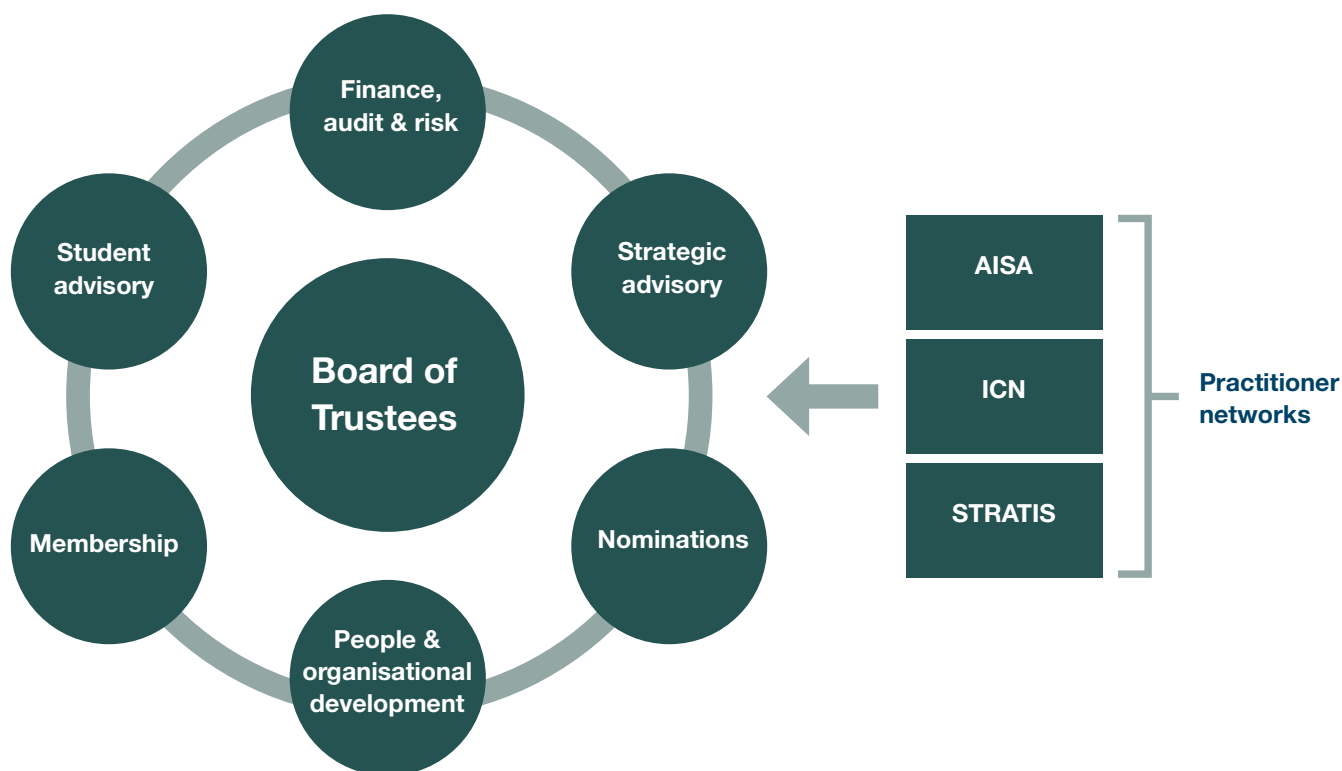 Finance,
audit & risk
Student
advisory
Strategic
advisory
Board of
Trustees
Membership
Nominations
People &
organisational
development
AISA
ICN
STRATIS
Practitioner
networks